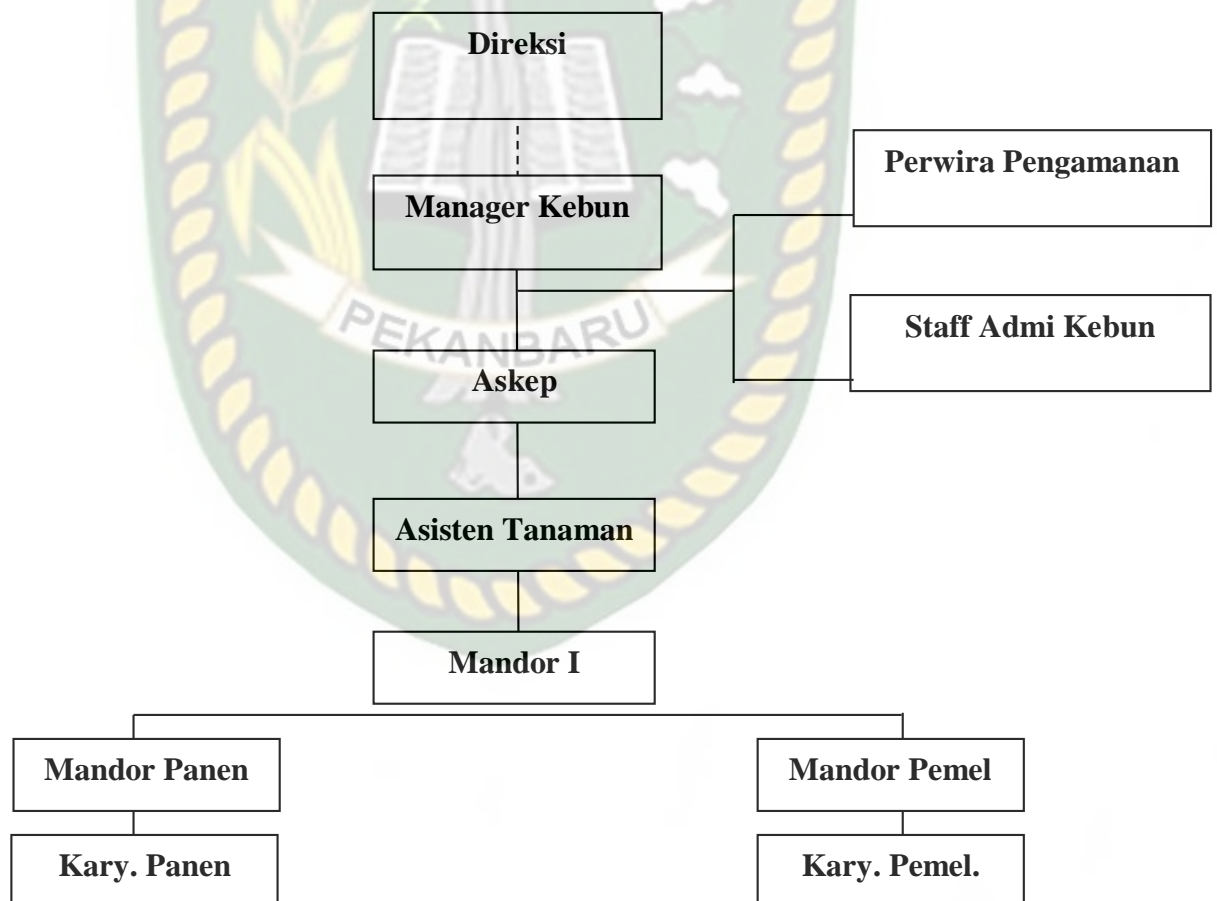 Direksi
Perwira Pengamanan
Manager Kebun
PEKANBARU
Staff Admi Kebun
Askep
Asisten Tanaman
Mandor I
Mandor Panen
Mandor Pemel
Kary. Panen
Kary. Pemel.